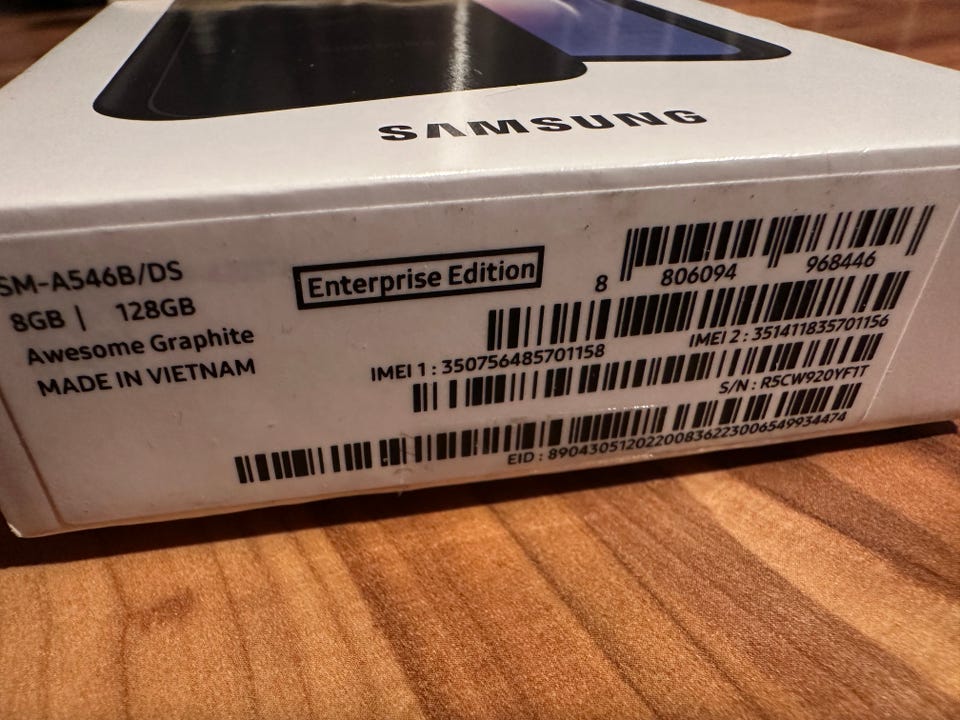 SAMSUNG
SM-A546B/DS
8GB | 128GB
Awesome Graphite
MADE IN VIETNAM
Enterprise Edition
8 806094 968446
IMEI 1 : 350756485701158
IMEI 2 : 351411835701156
S/N : R5CW920YF1T
EID : 89043051202200836223006549934474